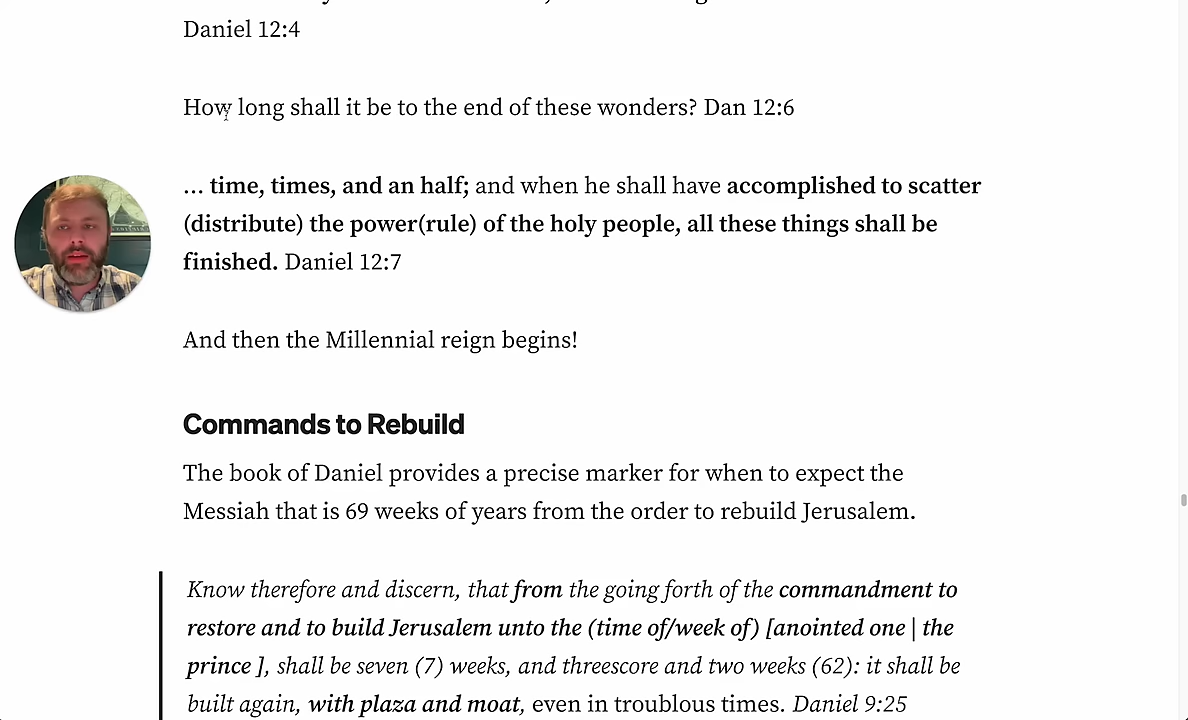 Daniel 12:4
How long shall it be to the end of these wonders? Dan 12:6
... time, times, and an half; and when he shall have accomplished to scatter
(distribute) the power(rule) of the holy people, all these things shall be
finished. Daniel 12:7
And then the Millennial reign begins!
Commands to Rebuild
The book of Daniel provides a precise marker for when to expect the
Messiah that is 69 weeks of years from the order to rebuild Jerusalem.
Know therefore and discern, that from the going forth of the commandment to
restore and to build Jerusalem unto the (time of/week of) [anointed one | the
prince ], shall be seven (7) weeks, and threescore and two weeks (62): it shall be
built again, with plaza and moat, even in troublous times. Daniel 9:25